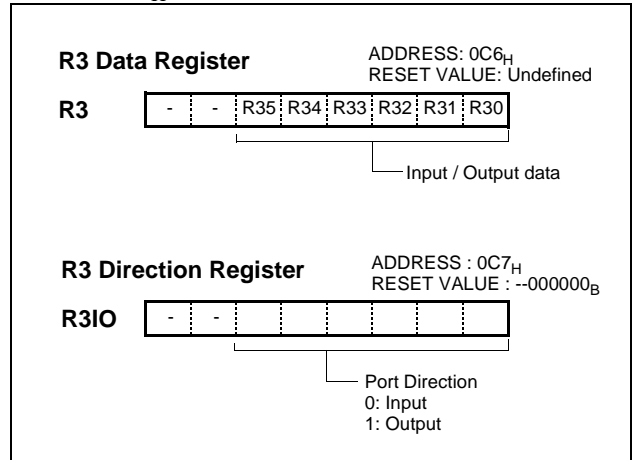 R3 Data Register
ADDRESS: 0C6H
RESET VALUE: Undefined
R3 - - R35 R34 R33 R32 R31 R30
Input / Output data
R3 Direction Register
ADDRESS : 0C7H
RESET VALUE : --000000B
R3IO - -
Port Direction
0: Input
1: Output